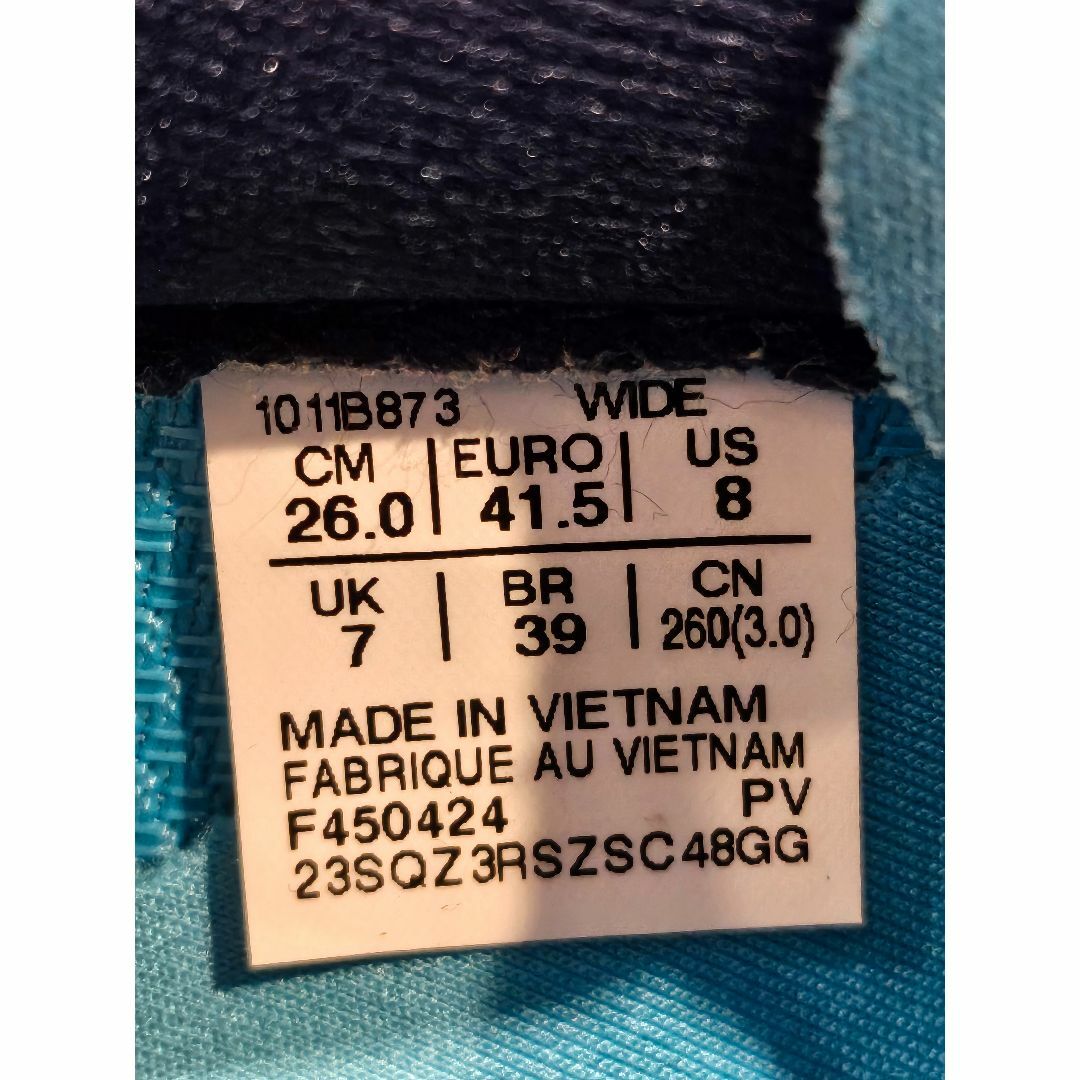 1011B873 WIDE
CM | EURO | US
26.0 | 41.5 | 8
UK | BR | CN
7 | 39 | 260(3.0)
MADE IN VIETNAM
FABRIQUE AU VIETNAM
F450424 PV
23SQZ3RSZSC48GG